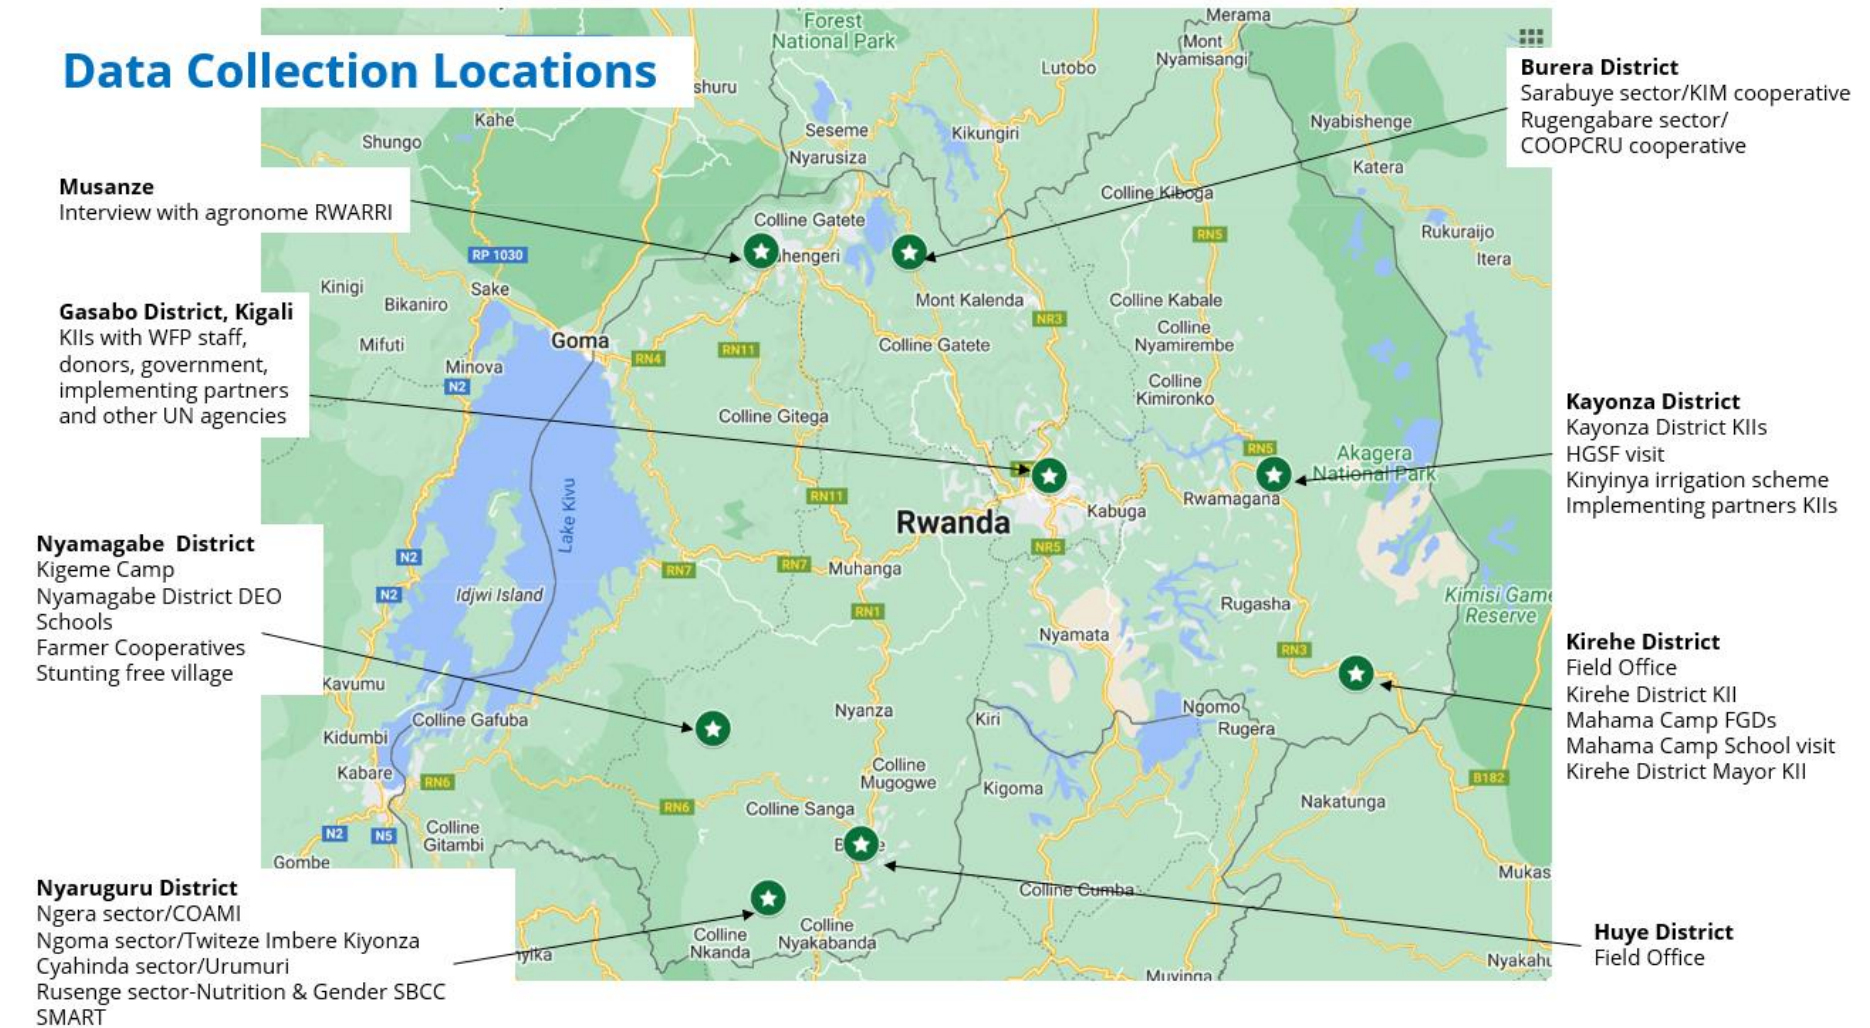 Data Collection Locations
Musanze
Interview with agronome RWARRI
Gasabo District, Kigali
KIIs with WFP staff,
donors, government,
implementing partners
and other UN agencies
Nyamagabe  District
Kigeme Camp
Nyamagabe District DEO
Schools
Farmer Cooperatives
Stunting free village
Nyaruguru District
Ngera sector/COAMI
Ngoma sector/Twiteze Imbere Kiyonza
Cyahinda sector/Urumuri
Rusenge sector-Nutrition & Gender SBCC
SMART
Burera District
Sarabuye sector/KIM cooperative
Rugengabare sector/
COOPCRU cooperative
Kayonza District
Kayonza District KIIs
HGSF visit
Kinyinya irrigation scheme
Implementing partners KIIs
Kirehe District
Field Office
Kirehe District KII
Mahama Camp FGDs
Mahama Camp School visit
Kirehe District Mayor KII
Huye District
Field Office
Forest
National Park
Merama
Mont
Nyamisangi
Lutobo
shuru
Kahe
Shungo
Seseme
Kikungiri
Nyarusiza
Nyabishenge
Katera
Colline Kiboga
Colline Gatete
RN5
Rukuraijo
Itera
RP 1030
hengeri
Kinigi
Sake
Bikaniro
Mont Kalenda
Colline Kabale
NR3
Colline
Nyamirembe
Goma
Mifuti
RN4
RN11
Colline Gatete
Minova
N2
Colline
Kimironko
Colline Gitega
RN5
Akagera
National Park
RN11
Rwamagana
Lake Kivu
Rwanda
Kabuga
NR5
N2
RN7
RN7
Muhanga
Idjwi Island
N2
RN1
Rugasha
Kimisi Game
Reserve
Nyamata
RN3
Kavumu
Nyanza
Kiri
Ngomo
Rugera
Colline Gafuba
Kidumbi
Kabare
RN6
Colline
Mugogwe
Kigoma
B182
RN6
Colline Sanga
Nakatunga
N2
N5
Colline
Gitambi
Gombe
B
e
Mukas
Colline Cumba
Colline
Nkanda
Colline
Nyakabanda
nyika
Nyakahu
Muyinga